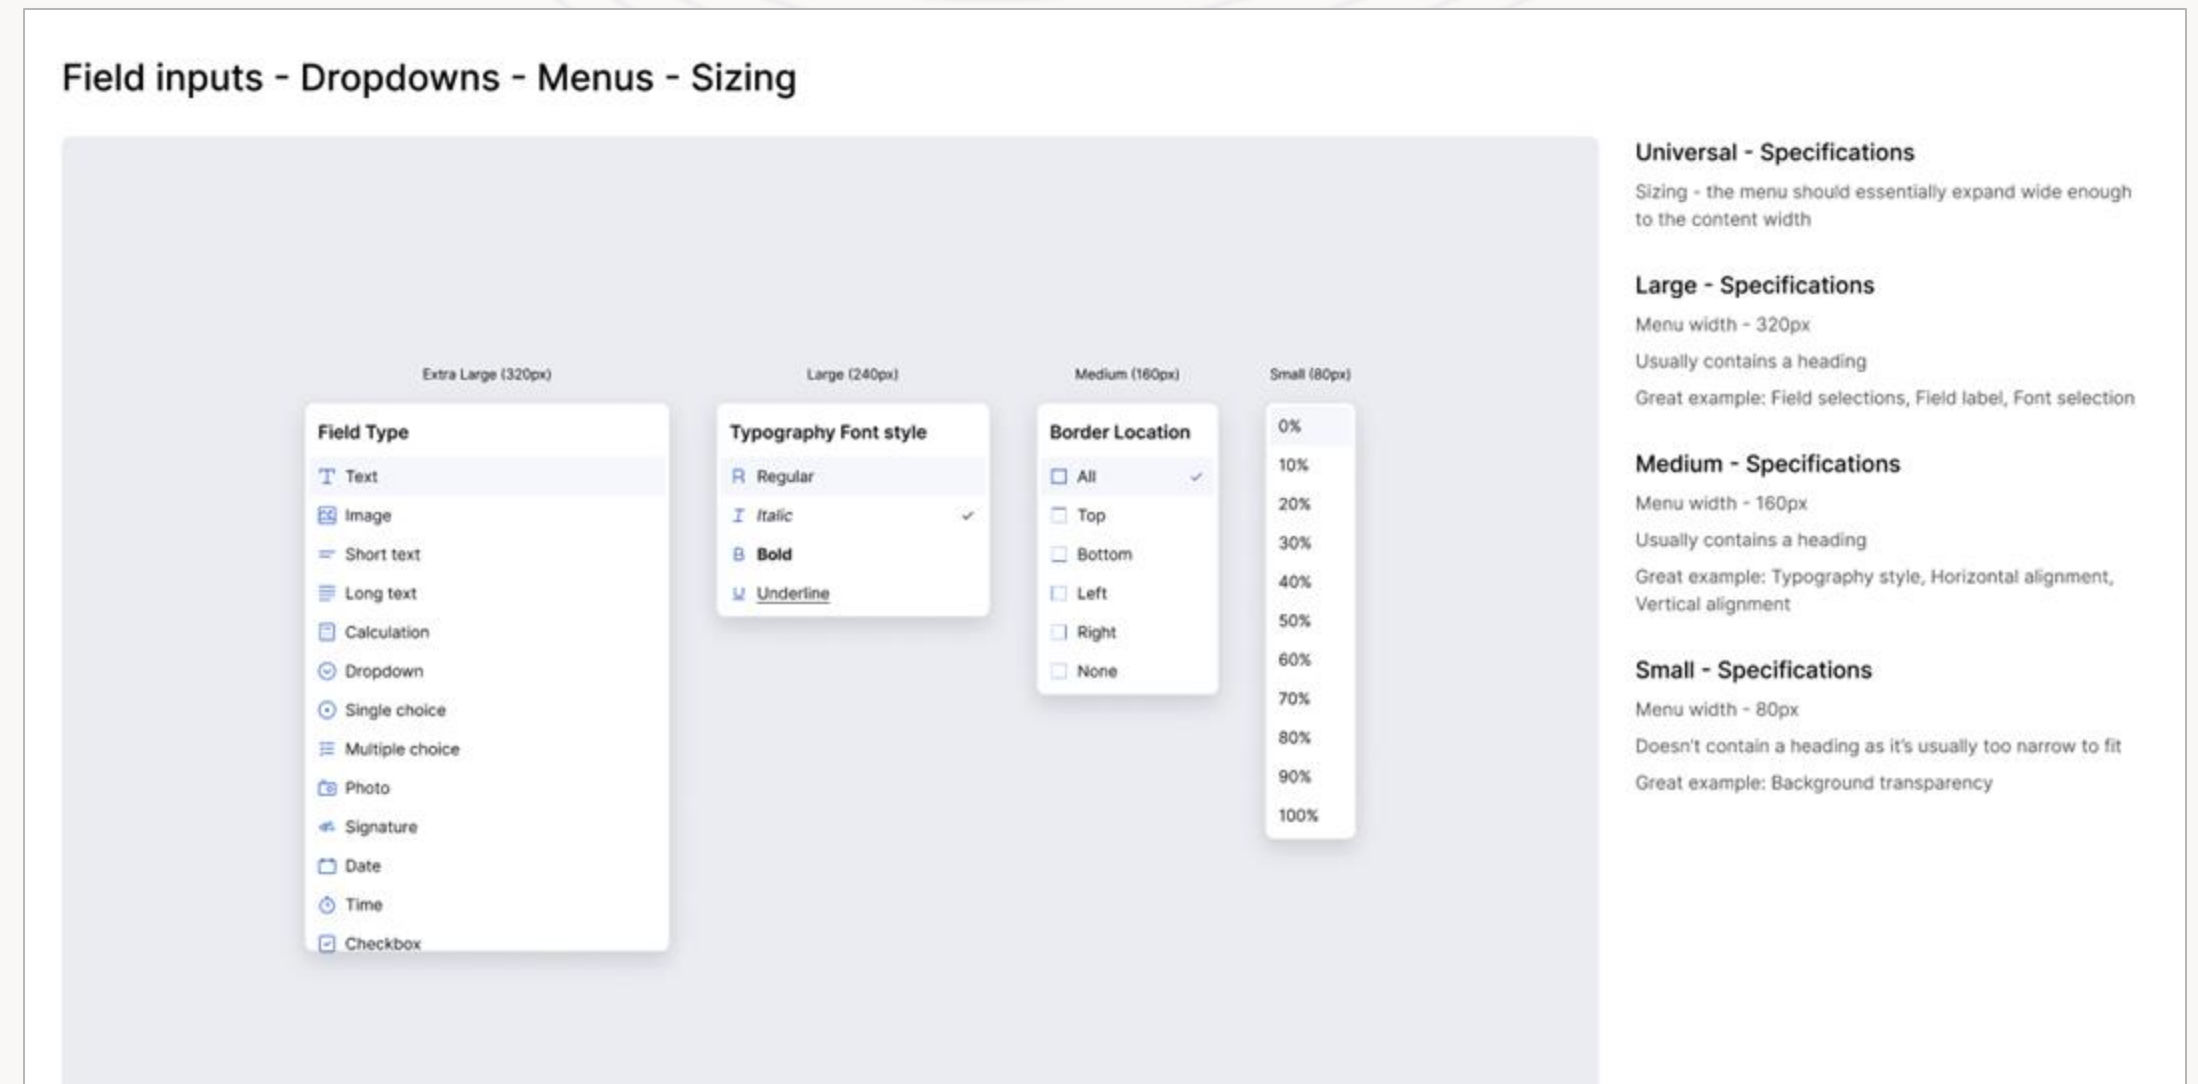 Field inputs - Dropdowns - Menus - Sizing
Extra Large (320px)
Field Type
Text
Image
Short text
Long text
Calculation
Dropdown
Single choice
Multiple choice
Photo
Signature
Date
Time
Checkbox
Large (240px)
Typography Font style
R Regular
I Italic
B Bold
U Underline
Medium (160px)
Border Location
All
Top
Bottom
Left
Right
None
Small (80px)
0%
10%
20%
30%
40%
50%
60%
70%
80%
90%
100%
Universal - Specifications
Sizing - the menu should essentially expand wide enough
to the content width
Large - Specifications
Menu width - 320px
Usually contains a heading
Great example: Field selections, Field label, Font selection
Medium - Specifications
Menu width - 160px
Usually contains a heading
Great example: Typography style, Horizontal alignment,
Vertical alignment
Small - Specifications
Menu width - 80px
Doesn't contain a heading as it's usually too narrow to fit
Great example: Background transparency